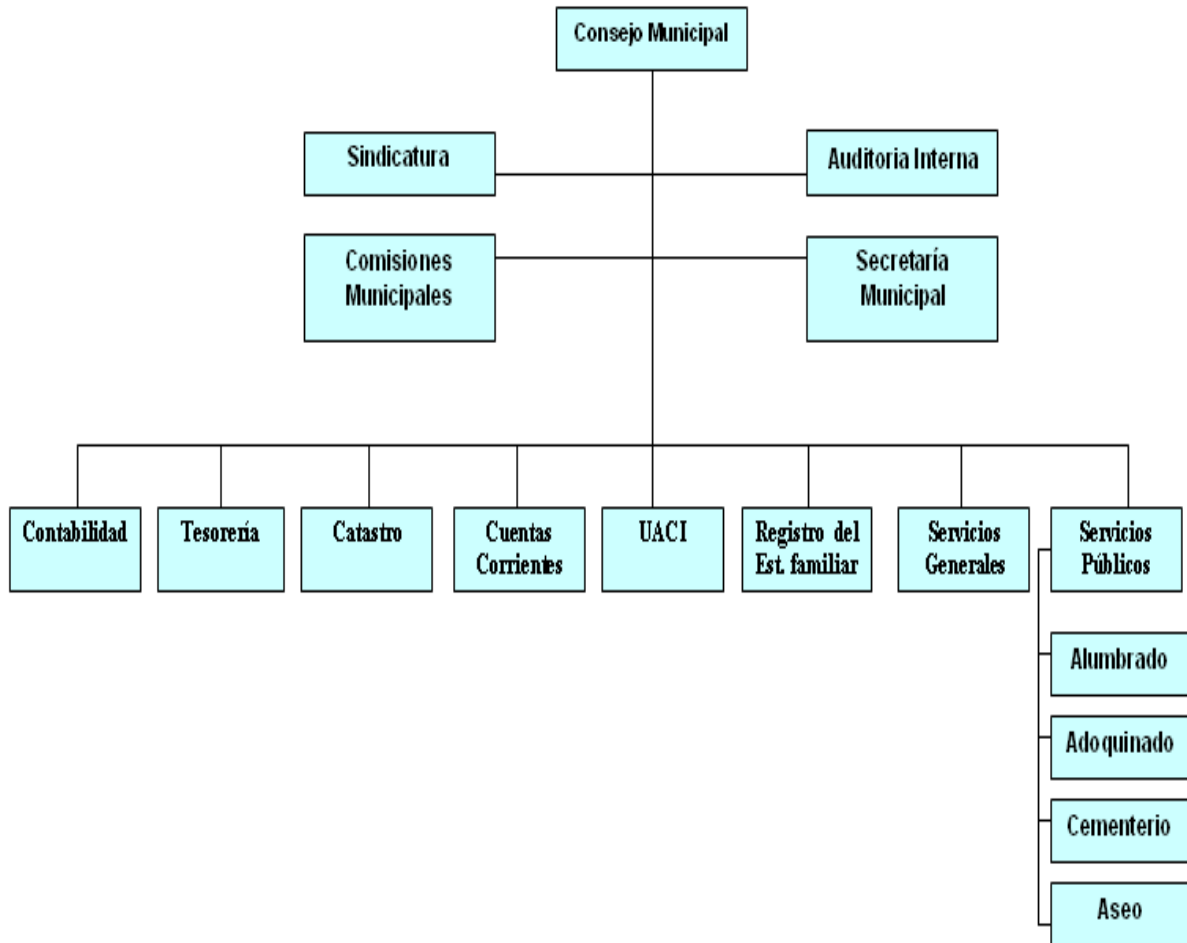 Consejo Municipal
Sindicatura
Auditoria Interna
Comisiones
Municipales
Secretaría
Municipal
Contabilidad
Tesorería
Catastro
Cuentas
Corrientes
UACI
Registro del
Est. familiar
Servicios
Generales
Servicios
Públicos
Alumbrado
Adoquinado
Cementerio
Aseo